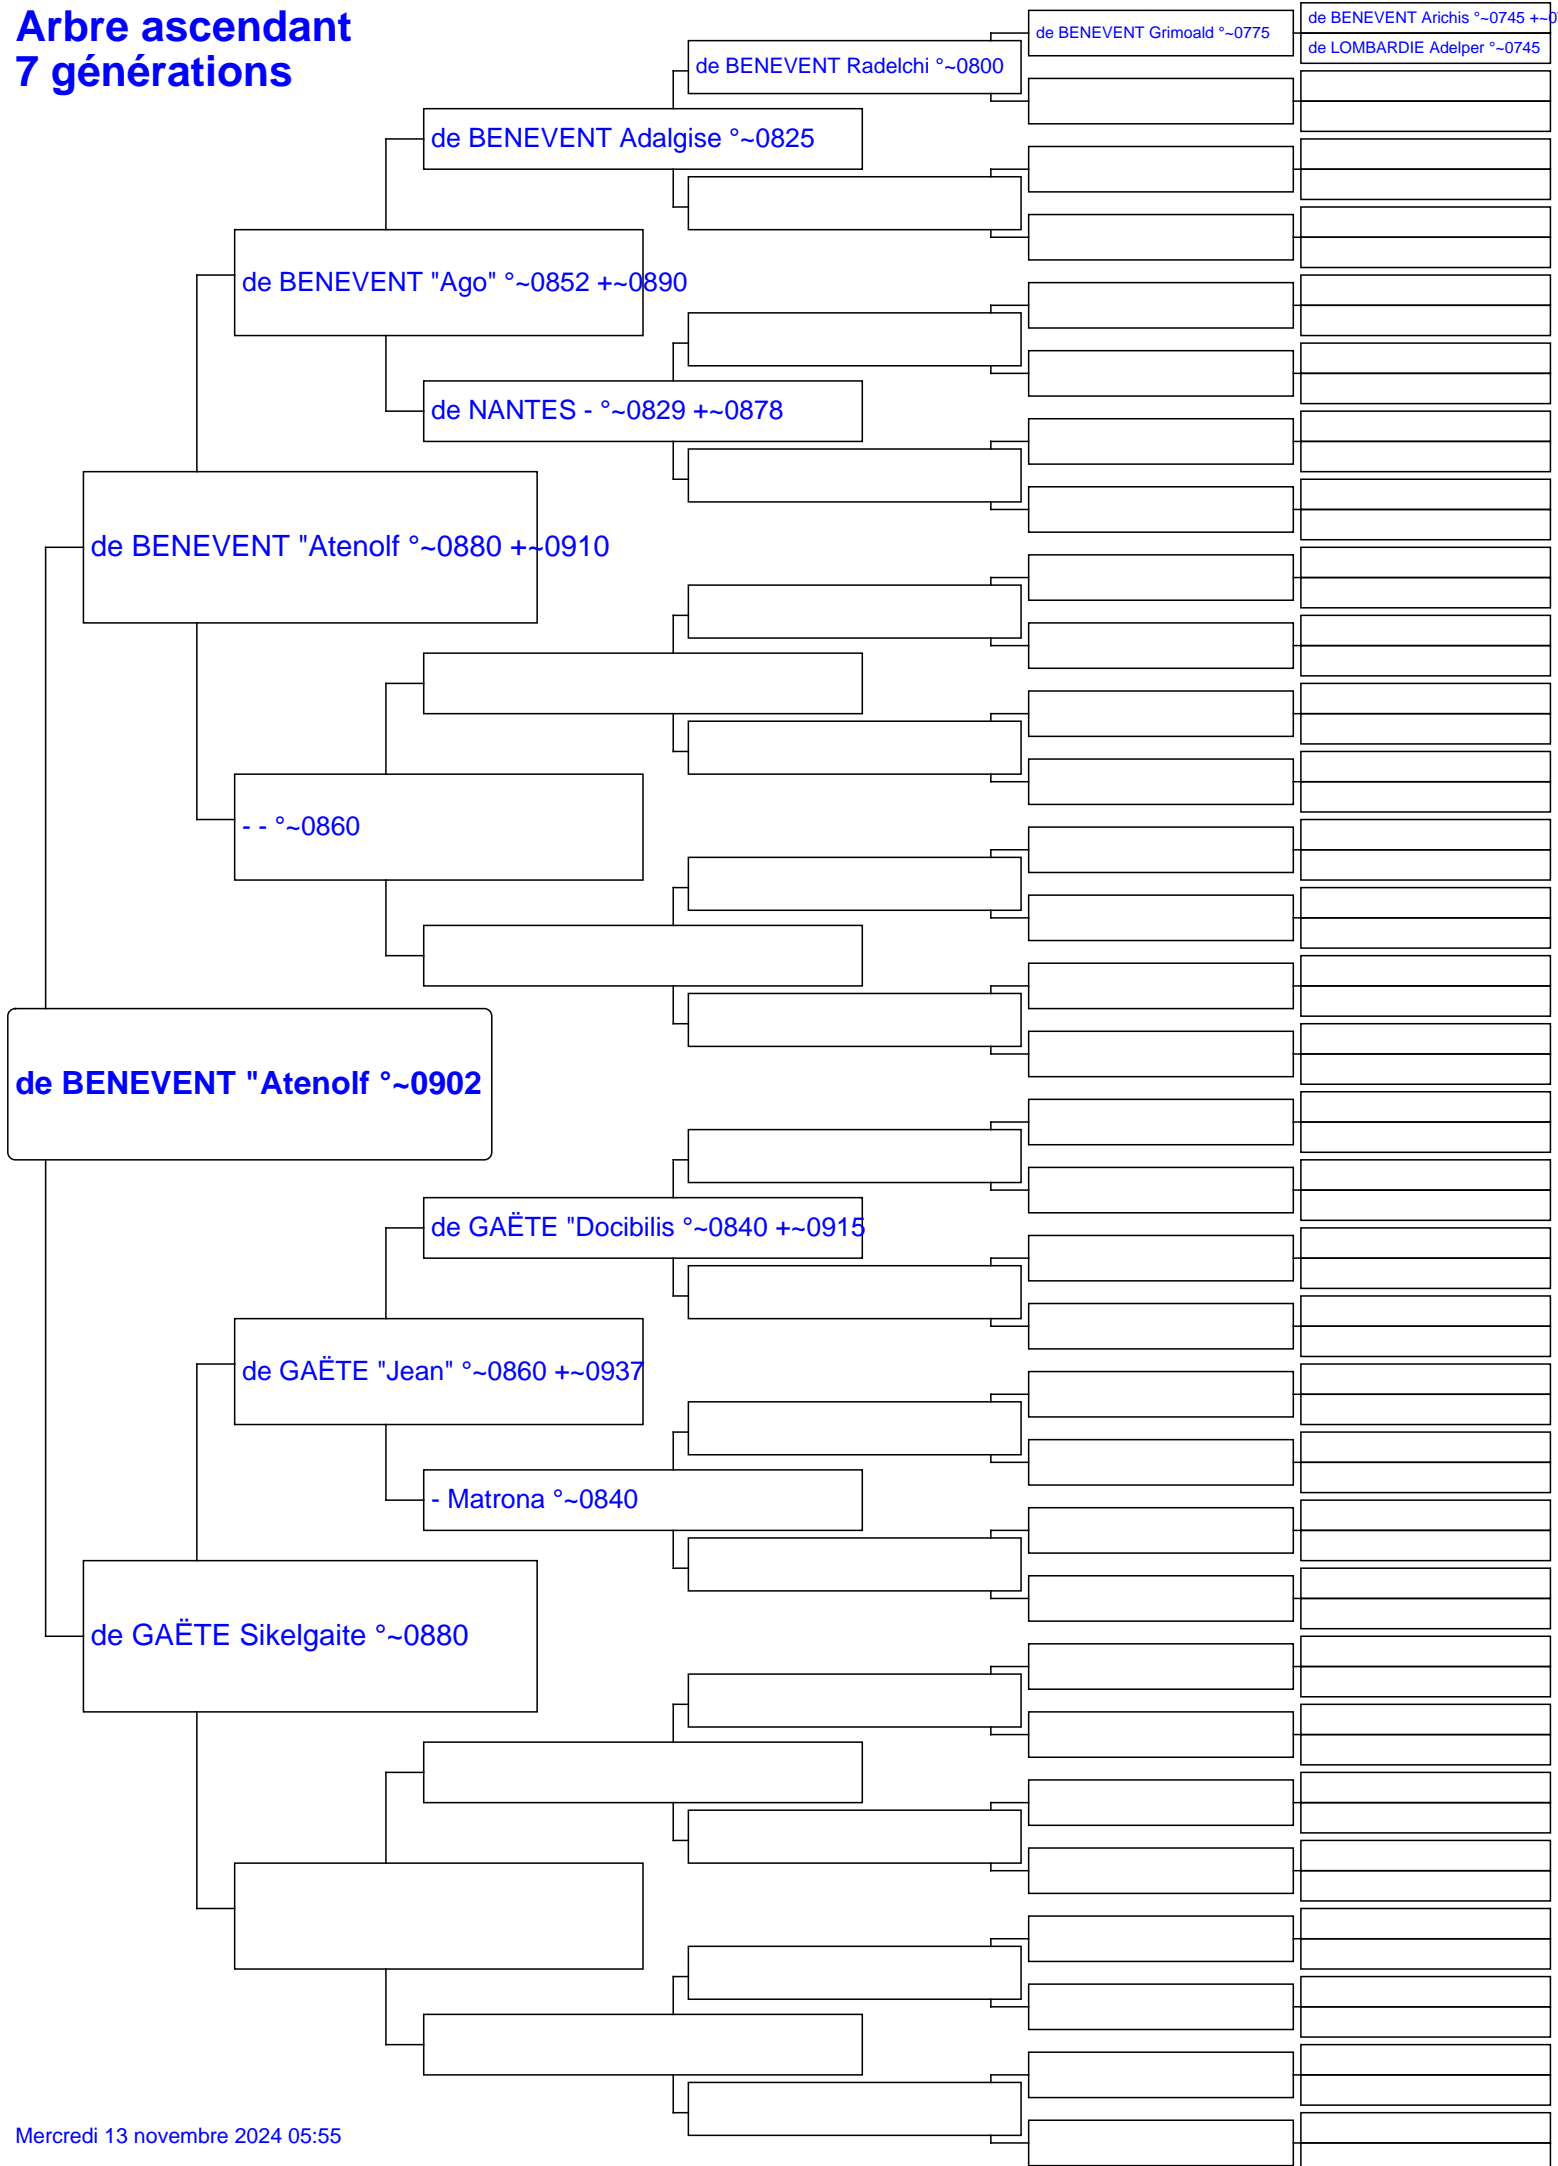 Arbre ascendant
7 générations
de BENEVENT Arichis °~0745 +~0
de BENEVENT Grimoald °~0775
de LOMBARDIE Adelper °~0745
de BENEVENT Radelchi °~0800
de BENEVENT Adalgise °~0825
de BENEVENT "Ago" °~0852 +~0890
de NANTES - °~0829 +~0878
de BENEVENT "Atenolf °~0880 +~0910
- - °~0860
de BENEVENT "Atenolf °~0902
de GAËTE "Docibilis °~0840 +~0915
de GAËTE "Jean" °~0860 +~0937
- Matrona °~0840
de GAËTE Sikelgaite °~0880
Mercredi 13 novembre 2024 05:55